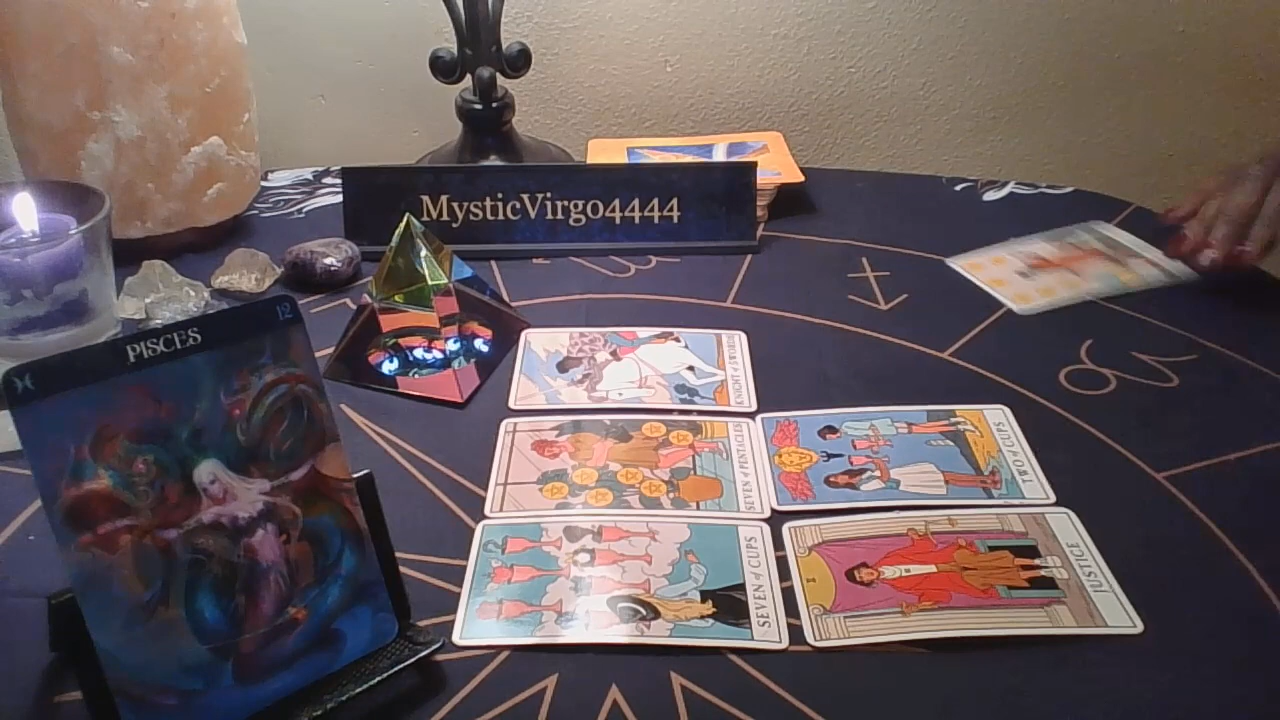 MysticVirgo4444
PISCES
12
KNIGHT of SWORDS
SEVEN of PENTACLES
TWO of CUPS
SEVEN of CUPS
JUSTICE